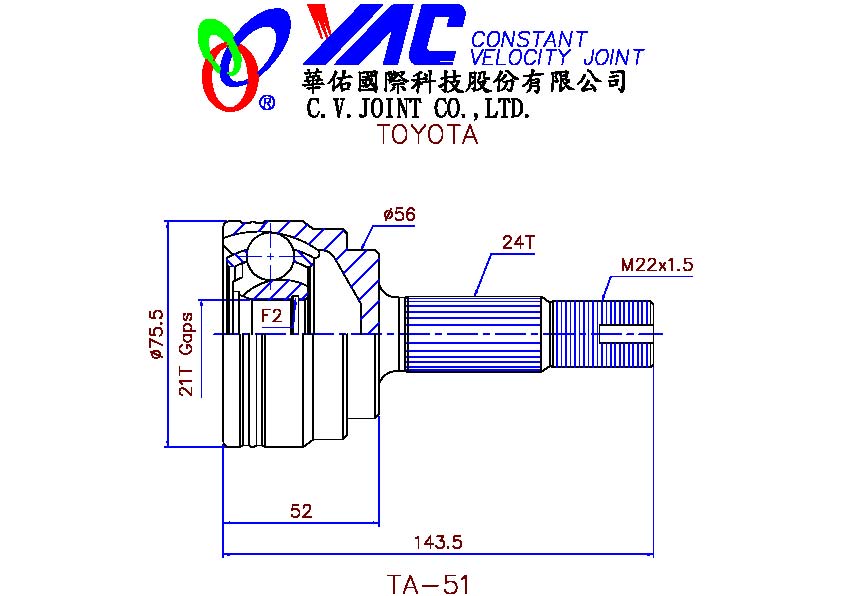 YAC CONSTANT
VELOCITY JOINT
®
華佑國際科技股份有限公司
C.V.JOINT CO.,LTD.
TOYOTA
ø56
24T
M22x1.5
ø75.5
21T Gaps
F2
52
143.5
TA-51